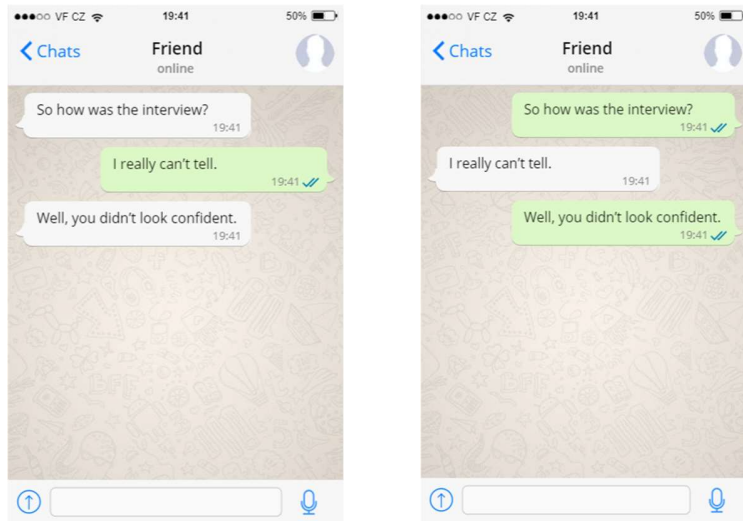 VF CZ 19:41 50%
Chats Friend
online
So how was the interview?
19:41
I really can't tell.
19:41
Well, you didn't look confident.
19:41
VF CZ 19:41 50%
Chats Friend
online
So how was the interview?
19:41
I really can't tell.
19:41
Well, you didn't look confident.
19:41